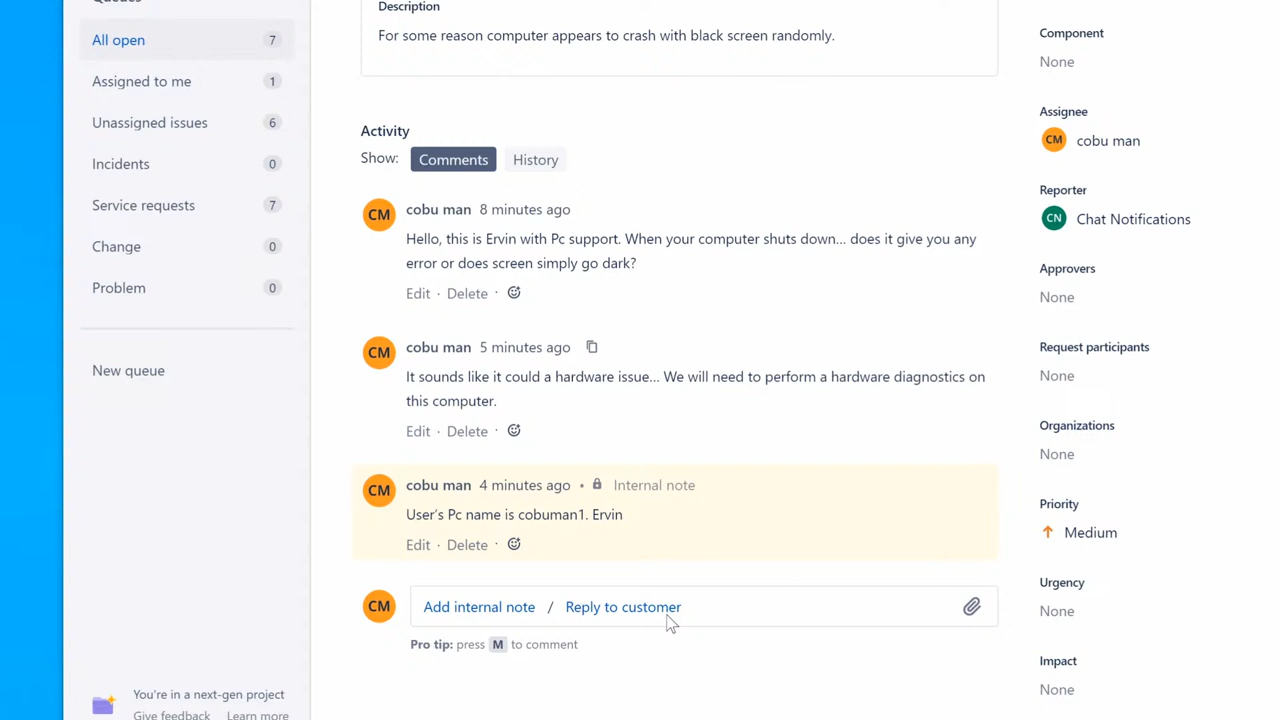 Queues
All open 7
Assigned to me 1
Unassigned issues 6
Incidents 0
Service requests 7
Change 0
Problem 0
New queue
You're in a next-gen project
Give feedback Learn more
Description
For some reason computer appears to crash with black screen randomly.
Activity
Show: Comments History
CM cobu man 8 minutes ago
Hello, this is Ervin with Pc support. When your computer shuts down... does it give you any
error or does screen simply go dark?
Edit · Delete ·
CM cobu man 5 minutes ago
It sounds like it could a hardware issue... We will need to perform a hardware diagnostics on
this computer.
Edit · Delete ·
CM cobu man 4 minutes ago • Internal note
User's Pc name is cobuman1. Ervin
Edit · Delete ·
CM Add internal note / Reply to customer
Pro tip: press M to comment
Component
None
Assignee
CM cobu man
Reporter
CN Chat Notifications
Approvers
None
Request participants
None
Organizations
None
Priority
Medium
Urgency
None
Impact
None